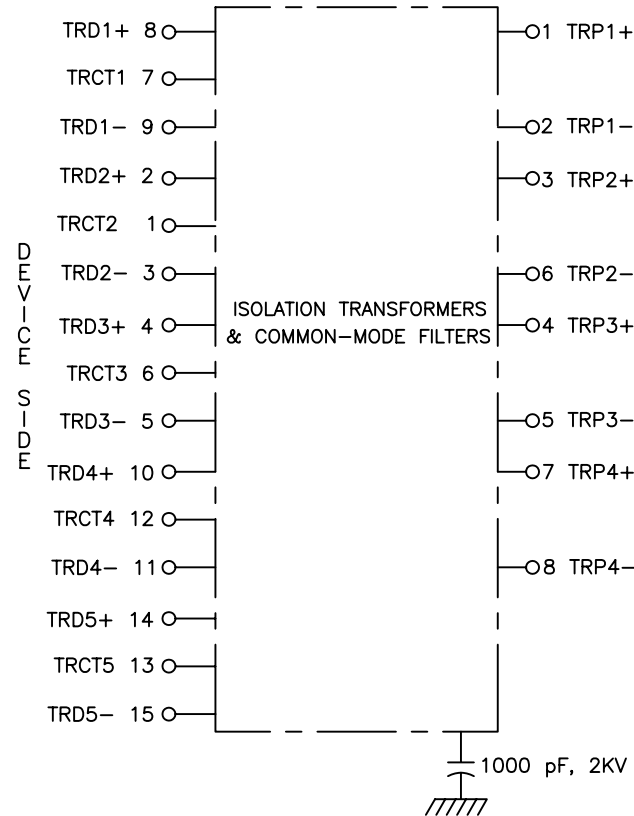 TRD1+ 8 1 TRP1+
TRCT1 7
TRD1- 9 2 TRP1-
TRD2+ 2 3 TRP2+
TRCT2 1
TRD2- 3 6 TRP2-
TRD3+ 4 4 TRP3+
TRCT3 6
TRD3- 5 5 TRP3-
TRD4+ 10 7 TRP4+
TRCT4 12
TRD4- 11 8 TRP4-
TRD5+ 14
TRCT5 13
TRD5- 15
DEVICE SIDE
ISOLATION TRANSFORMERS
& COMMON-MODE FILTERS
1000 pF, 2KV